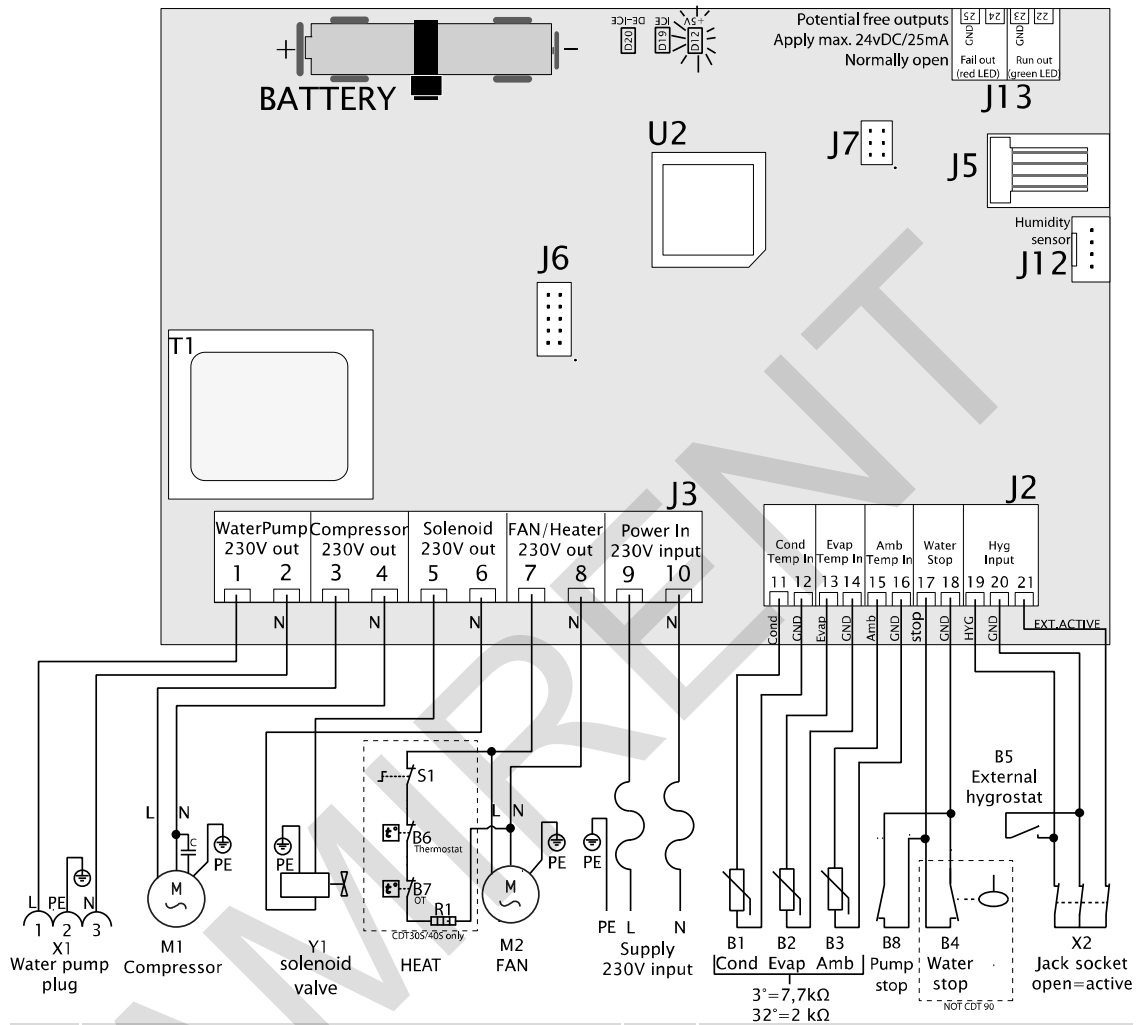 DE-ICE
ICE
+5V
D20
D19
D12
Potential free outputs
Apply max. 24vDC/25mA
Normally open
25
24
23
22
GND
GND
Fail out
(red LED)
Run out
(green LED)
J13
+
-
BATTERY
U2
J7
J5
Humidity
sensor
J12
J6
T1
J3
J2
WaterPump
230V out
Compressor
230V out
Solenoid
230V out
FAN/Heater
230V out
Power In
230V input
1 2 3 4 5 6 7 8 9 10
N N N N N
Cond
Temp In
Evap
Temp In
Amb
Temp In
Water
Stop
Hyg
Input
11 12 13 14 15 16 17 18 19 20 21
Cond
GND
Evap
GND
Amb
GND
stop
GND
HYG
GND
EXT.ACTIVE
S1
B6
Thermostat
B7
OT
R1
CDT30S/40S only
HEAT
L N
C
PE
M
~
M1
Compressor
L PE N
1 2 3
X1
Water pump
plug
PE
Y1
solenoid
valve
t°
t°
L N
PE
M
~
M2
FAN
PE
PE L N
Supply
230V input
B1 B2 B3
Cond Evap Amb
3°=7,7kΩ
32°=2 kΩ
B8
Pump
stop
B4
Water
stop
NOT CDT 90
B5
External
hygrostat
X2
Jack socket
open=active
MIRENT